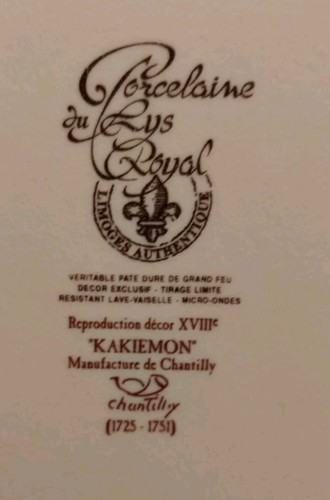 Porcelaine
du Lys
Royal
LIMOGES AUTHENTIQUE
VERITABLE PATE DURE DE GRAND FEU
DECOR EXCLUSIF - TIRAGE LIMITE
RESISTANT LAVE-VAISELLE - MICRO-ONDES
Reproduction décor XVIIIe
"KAKIEMON"
Manufacture de Chantilly
chantilly
(1725 - 1751)